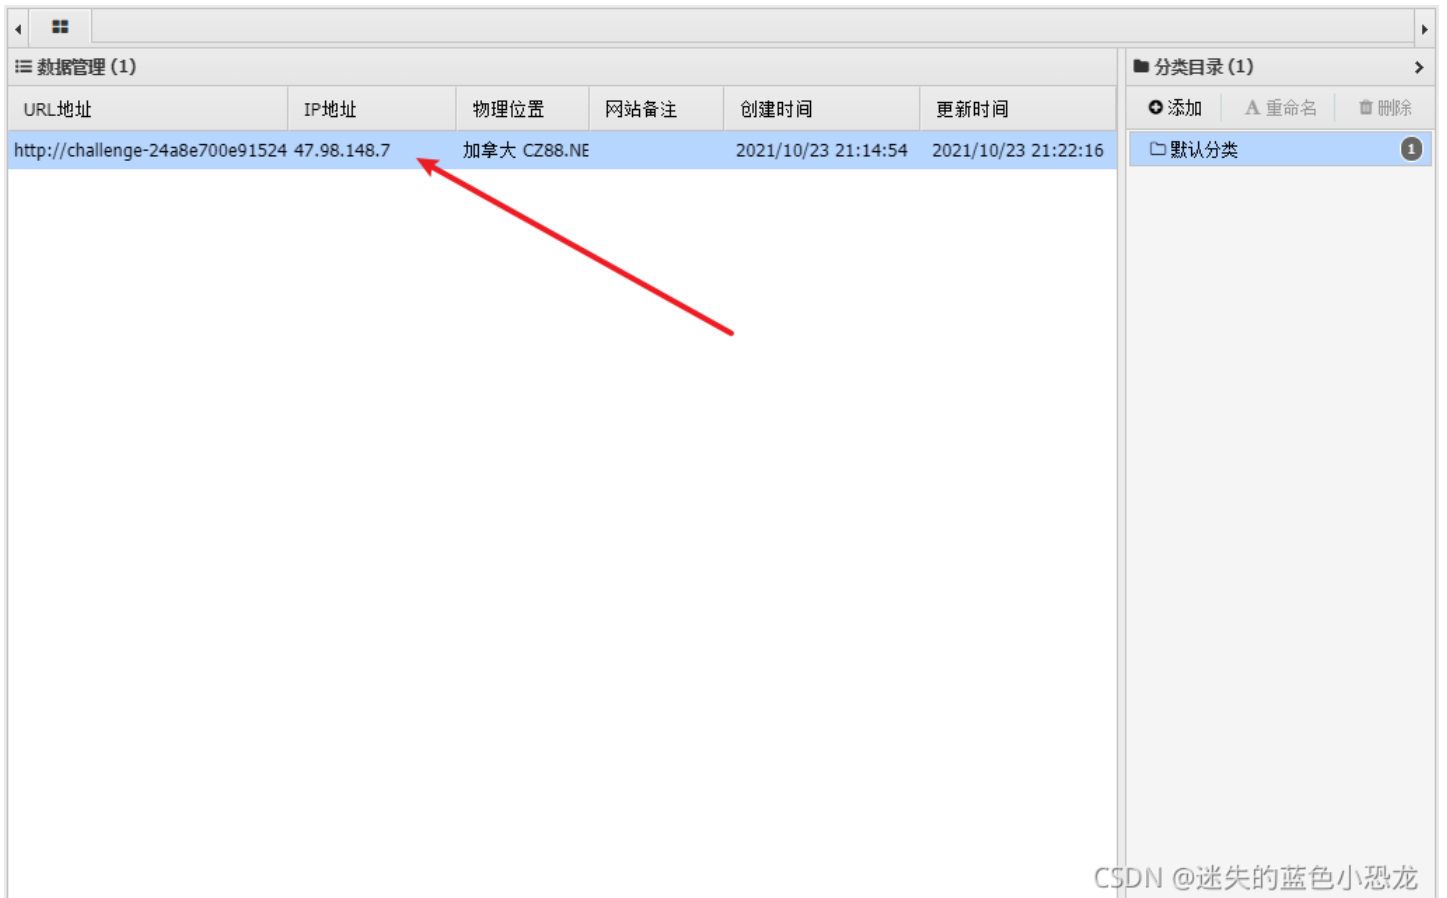 数据管理 (1)
分类目录 (1)
URL地址 IP地址 物理位置 网站备注 创建时间 更新时间
添加 重命名 删除
http://challenge-24a8e700e91524 47.98.148.7 加拿大 CZ88.NE 2021/10/23 21:14:54 2021/10/23 21:22:16
默认分类 1
CSDN @迷失的蓝色小恐龙